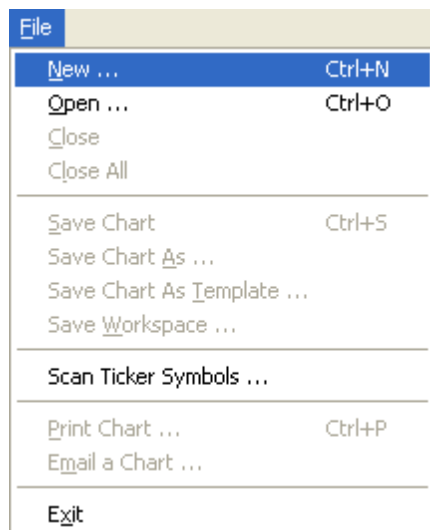 File
New ... Ctrl+N
Open ... Ctrl+O
Close
Close All
Save Chart Ctrl+S
Save Chart As ...
Save Chart As Template ...
Save Workspace ...
Scan Ticker Symbols ...
Print Chart ... Ctrl+P
Email a Chart ...
Exit